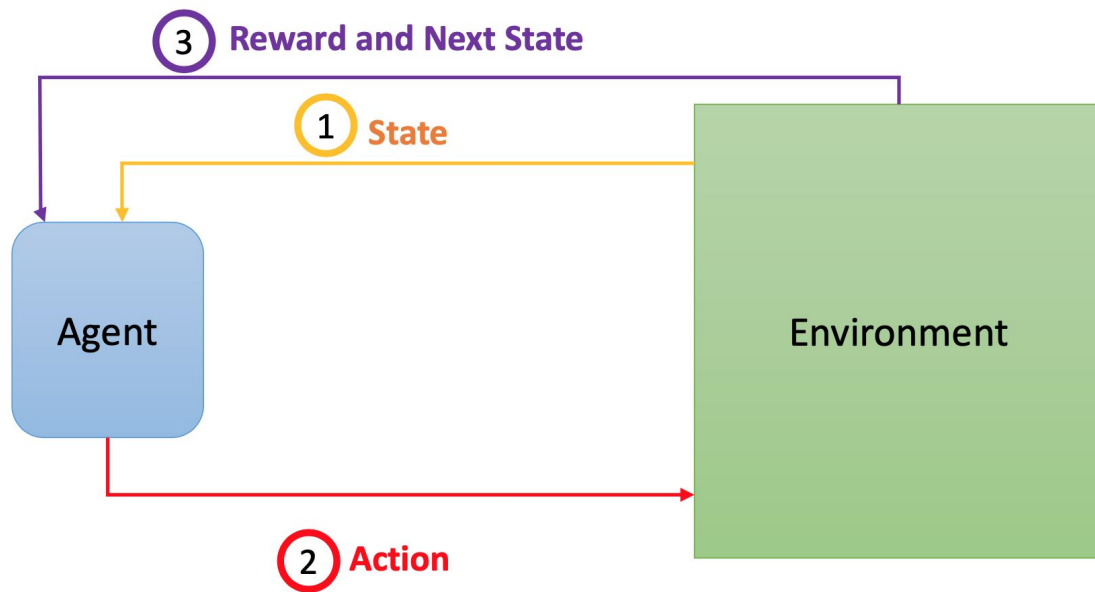 3 Reward and Next State
1 State
Agent
Environment
2 Action